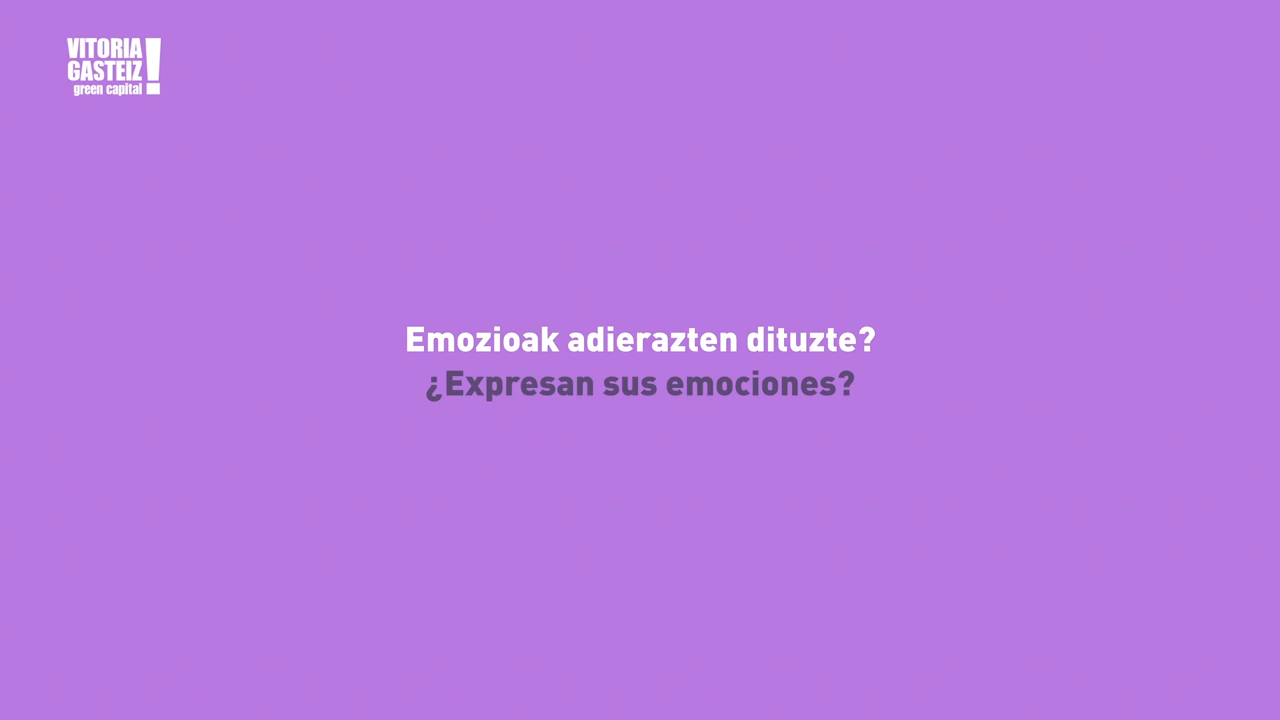 VITORIA
GASTEIZ!
green capital
Emozioak adierazten dituzte?
¿Expresan sus emociones?